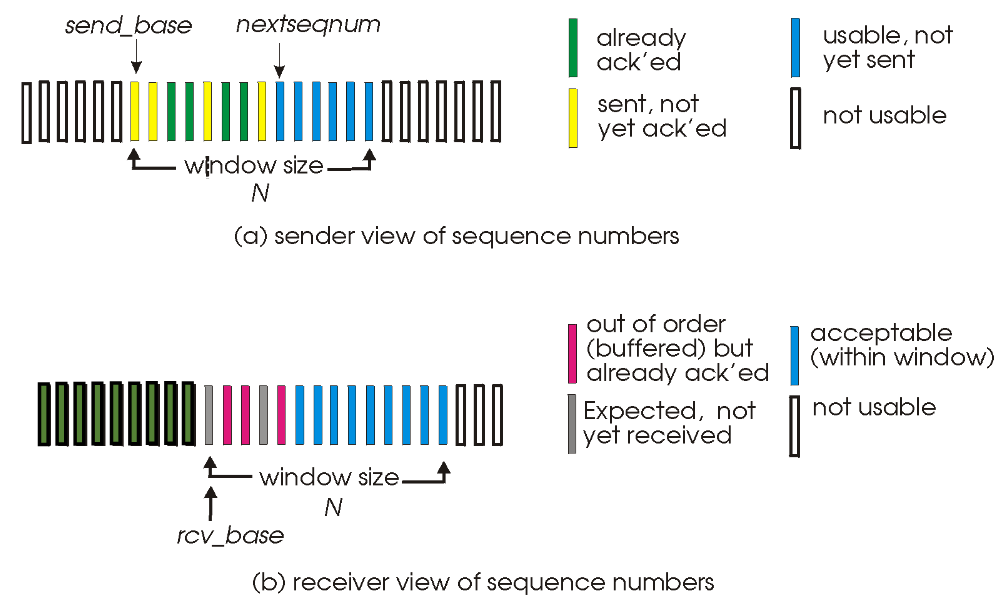 send_base nextseqnum
already
ack'ed
usable, not
yet sent
sent, not
yet ack'ed
not usable
window size
N
(a) sender view of sequence numbers
out of order
(buffered) but
already ack'ed
acceptable
(within window)
Expected, not
yet received
not usable
window size
N
rcv_base
(b) receiver view of sequence numbers